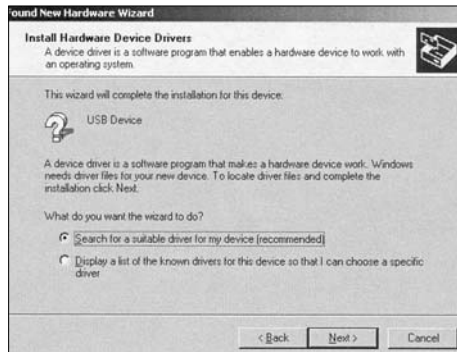 ound New Hardware Wizard
Install Hardware Device Drivers
A device driver is a software program that enables a hardware device to work with
an operating system.
This wizard will complete the installation for this device:
USB Device
A device driver is a software program that makes a hardware device work. Windows
needs driver files for your new device. To locate driver files and complete the
installation click Next.
What do you want the wizard to do?
Search for a suitable driver for my device (recommended)
Display a list of the known drivers for this device so that I can choose a specific
driver
< Back Next > Cancel